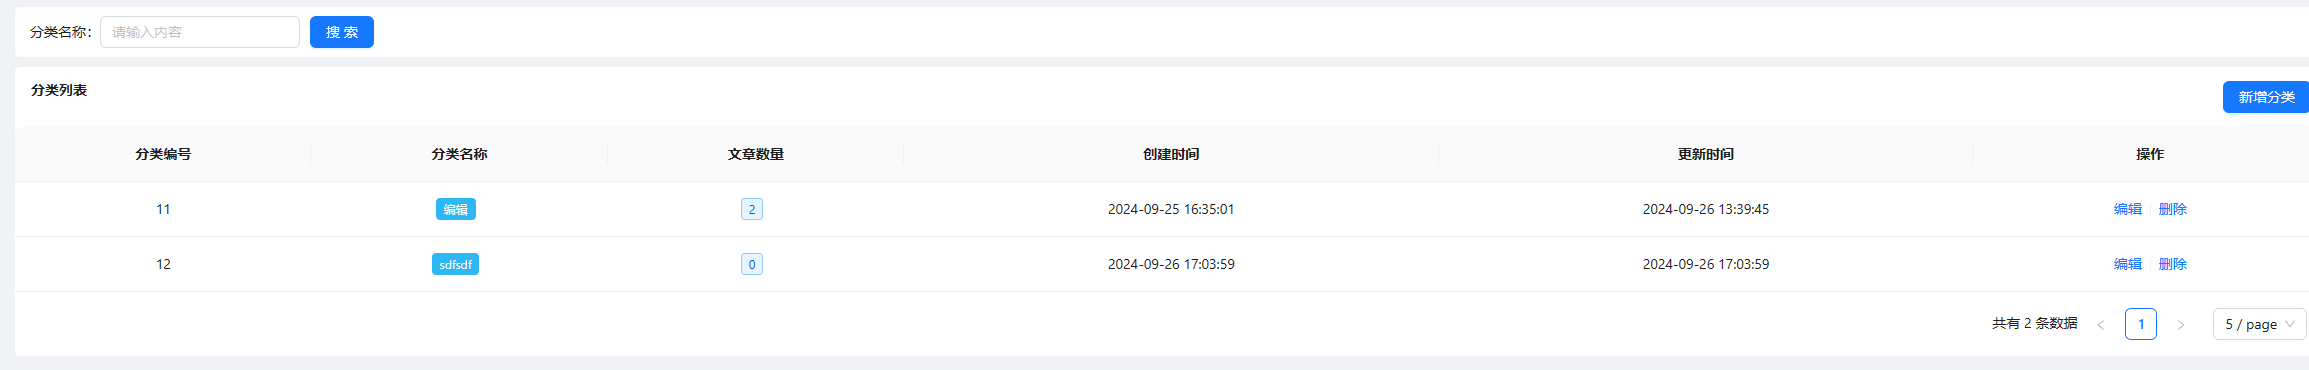 分类名称: 请输入内容 搜 索
分类列表 新增分类
分类编号 分类名称 文章数量 创建时间 更新时间 操作
11 编辑 2 2024-09-25 16:35:01 2024-09-26 13:39:45 编辑 删除
12 sdfsdf 0 2024-09-26 17:03:59 2024-09-26 17:03:59 编辑 删除
共有 2 条数据 < 1 > 5 / page